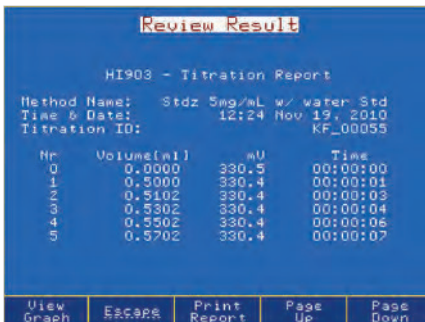 Review Result
HI903 - Titration Report
Method Name: Stdz 5mg/mL w/ water Std
Time & Date: 12:24 Nov 19, 2010
Titration ID: KF_00055
Nr Volume[ml] mV Time
0 0.0000 330.5 00:00:00
1 0.5000 330.4 00:00:01
2 0.5102 330.4 00:00:03
3 0.5302 330.4 00:00:04
4 0.5502 330.4 00:00:06
5 0.5702 330.4 00:00:07
View Graph Escape Print Report Page Up Page Down